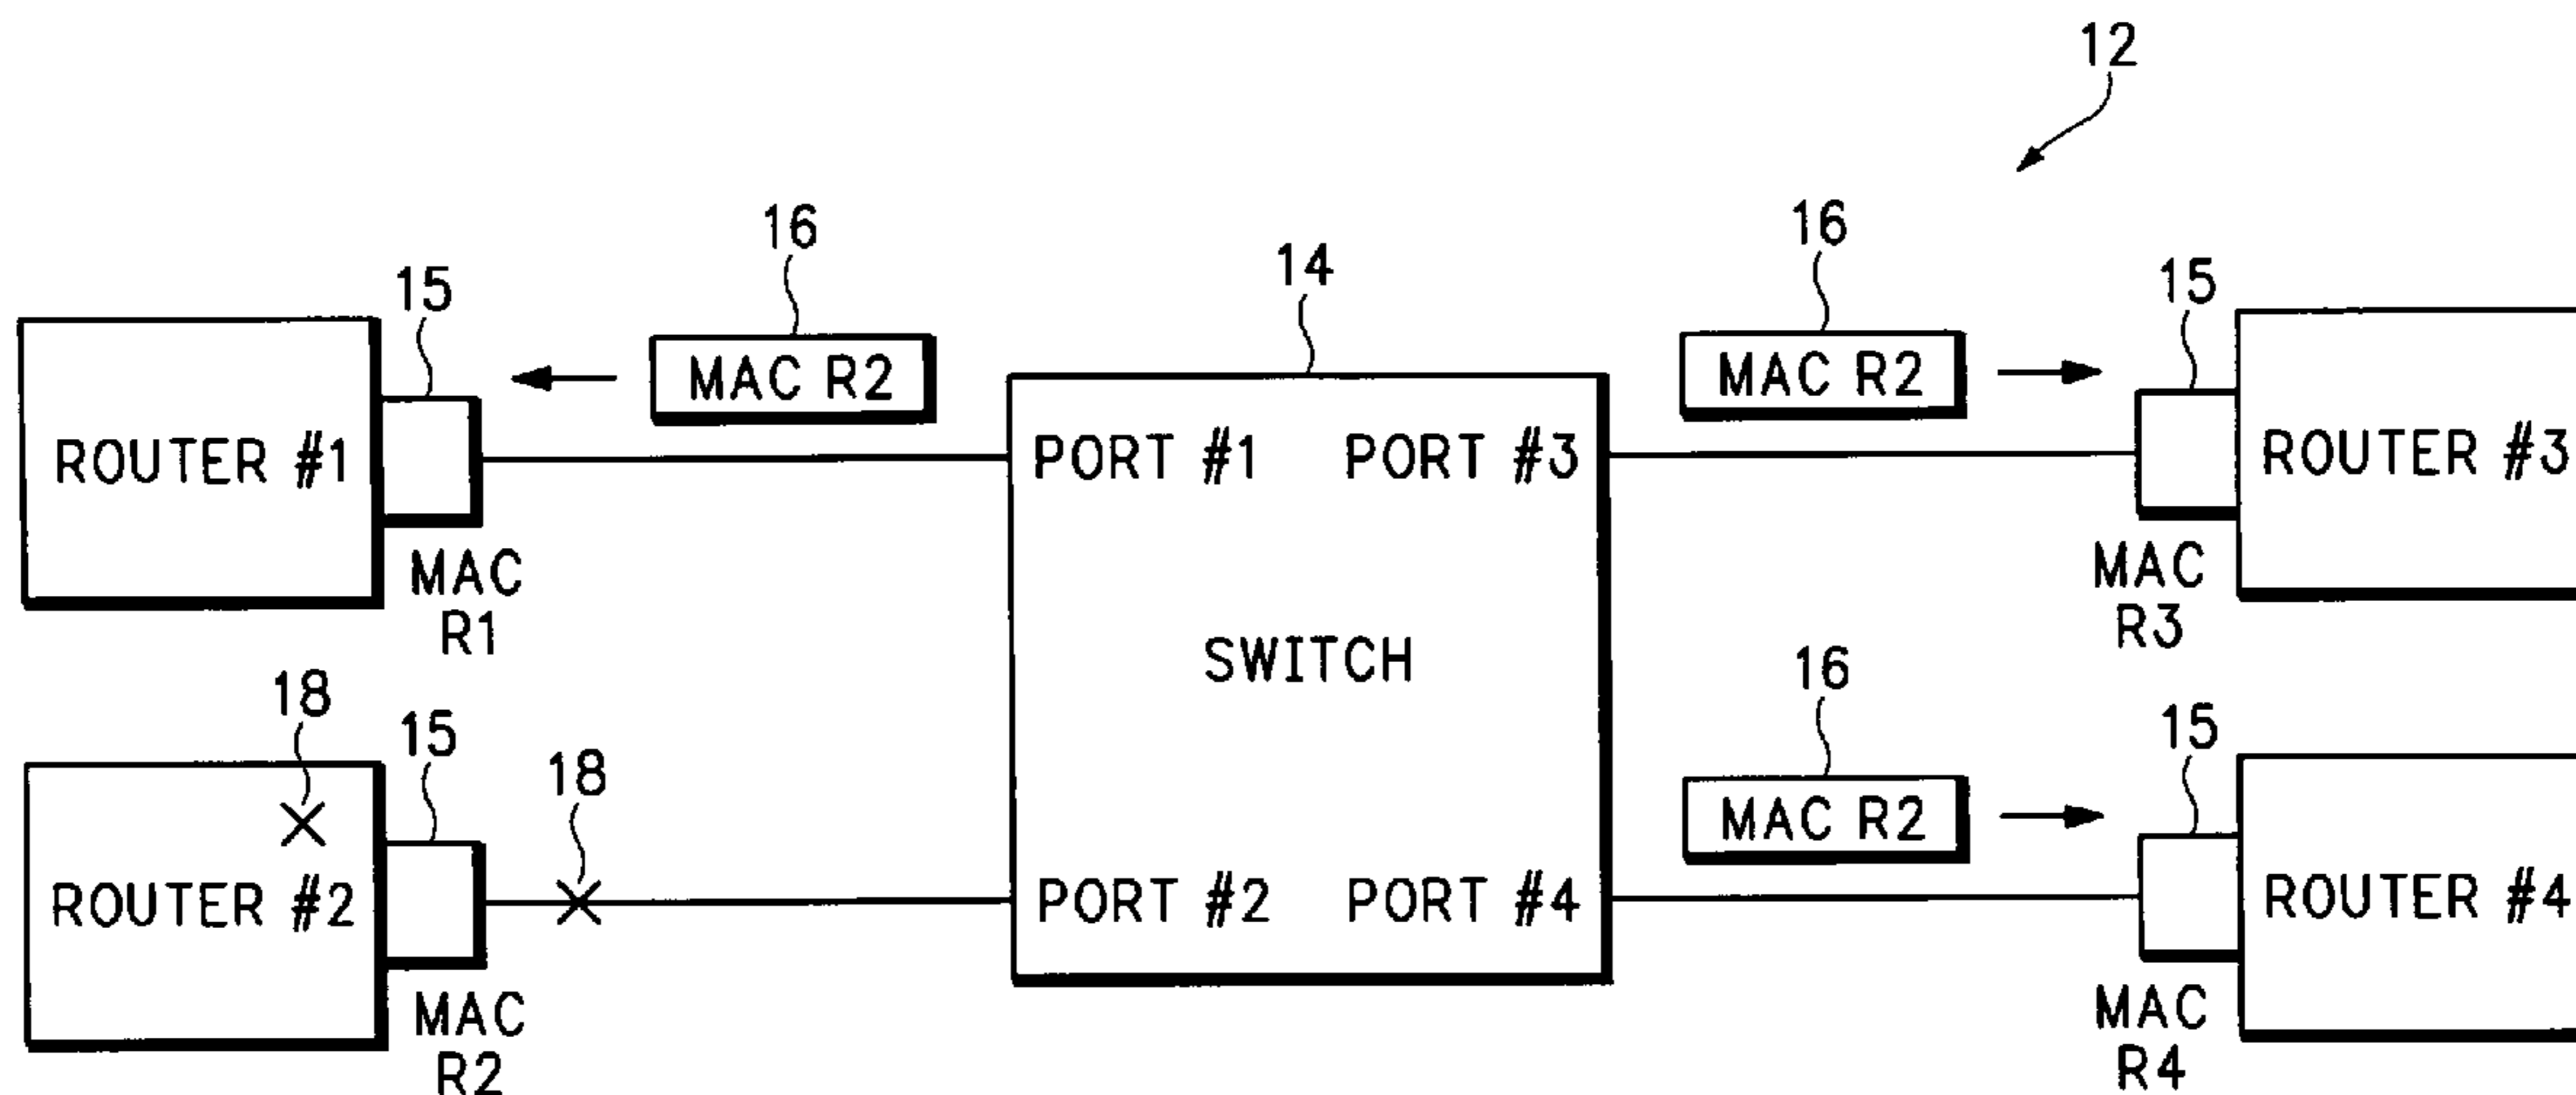 12
16
16
14
15
15
MAC R2
MAC R2
ROUTER #1
PORT #1
PORT #3
ROUTER #3
MAC
R1
MAC
R3
SWITCH
18
15
18
16
15
MAC R2
ROUTER #2
PORT #2
PORT #4
ROUTER #4
MAC
R2
MAC
R4